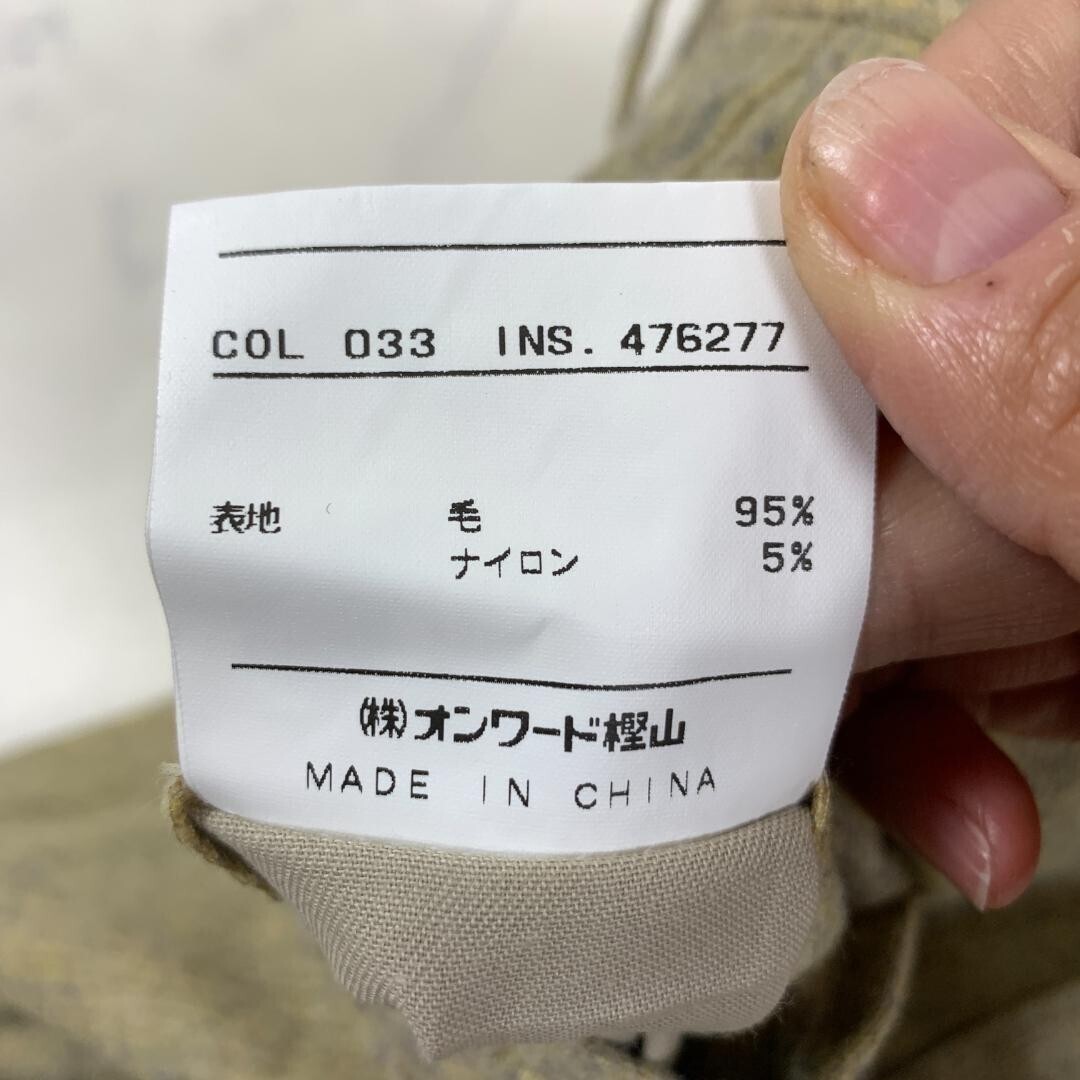 COL 033 INS. 476277
表地 毛 95%
ナイロン 5%
(株)オンワード樫山
MADE IN CHINA